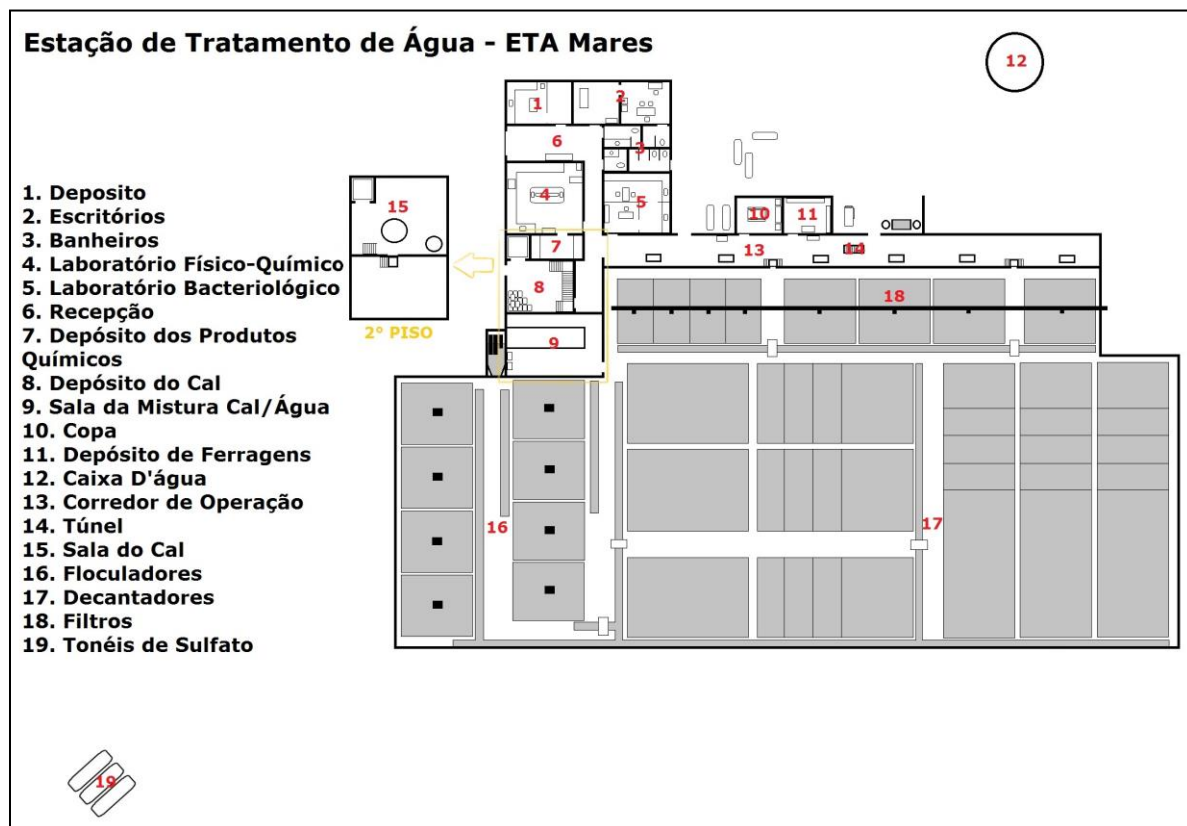 Estação de Tratamento de Água - ETA Mares
1. Deposito
2. Escritórios
3. Banheiros
4. Laboratório Físico-Químico
5. Laboratório Bacteriológico
6. Recepção
7. Depósito dos Produtos
Químicos
8. Depósito do Cal
9. Sala da Mistura Cal/Água
10. Copa
11. Depósito de Ferragens
12. Caixa D'água
13. Corredor de Operação
14. Túnel
15. Sala do Cal
16. Floculadores
17. Decantadores
18. Filtros
19. Tonéis de Sulfato
12
1
2
6
3
4
5
15
10
11
7
13
14
8
18
2° PISO
9
16
17
19